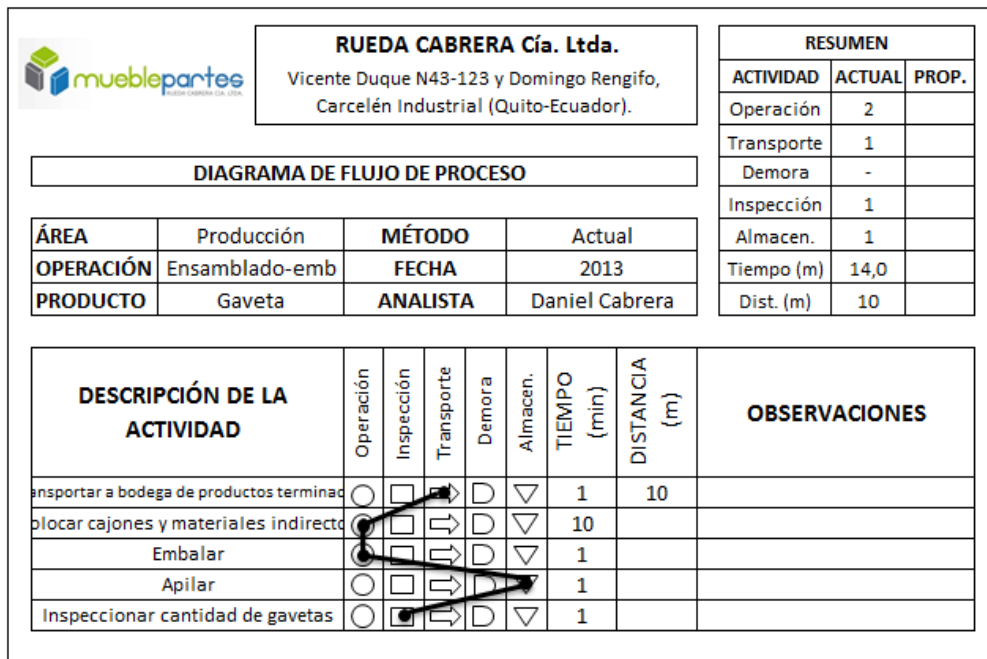 mueblepartes
RUEDA CABRERA CIA. LTDA.
RUEDA CABRERA Cía. Ltda.
Vicente Duque N43-123 y Domingo Rengifo,
Carcelén Industrial (Quito-Ecuador).
RESUMEN
ACTIVIDAD ACTUAL PROP.
Operación 2
Transporte 1
Demora -
Inspección 1
Almacen. 1
Tiempo (m) 14,0
Dist. (m) 10
DIAGRAMA DE FLUJO DE PROCESO
ÁREA Producción MÉTODO Actual
OPERACIÓN Ensamblado-emb FECHA 2013
PRODUCTO Gaveta ANALISTA Daniel Cabrera
DESCRIPCIÓN DE LA
ACTIVIDAD
Operación
Inspección
Transporte
Demora
Almacen.
TIEMPO
(min)
DISTANCIA
(m)
OBSERVACIONES
ansportar a bodega de productos terminad 1 10
olocar cajones y materiales indirecto 10
Embalar 1
Apilar 1
Inspeccionar cantidad de gavetas 1